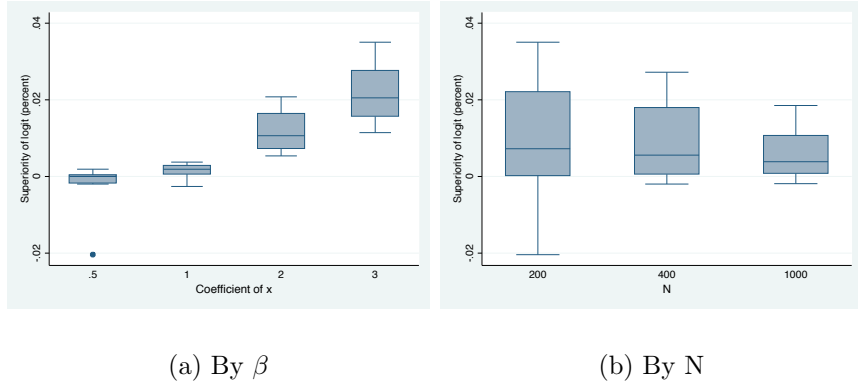 Superiority of logit (percent)
.04
.02
0
-.02
.5 1 2 3
Coefficient of x
(a) By β
Superiority of logit (percent)
.04
.02
0
-.02
200 400 1000
N
(b) By N